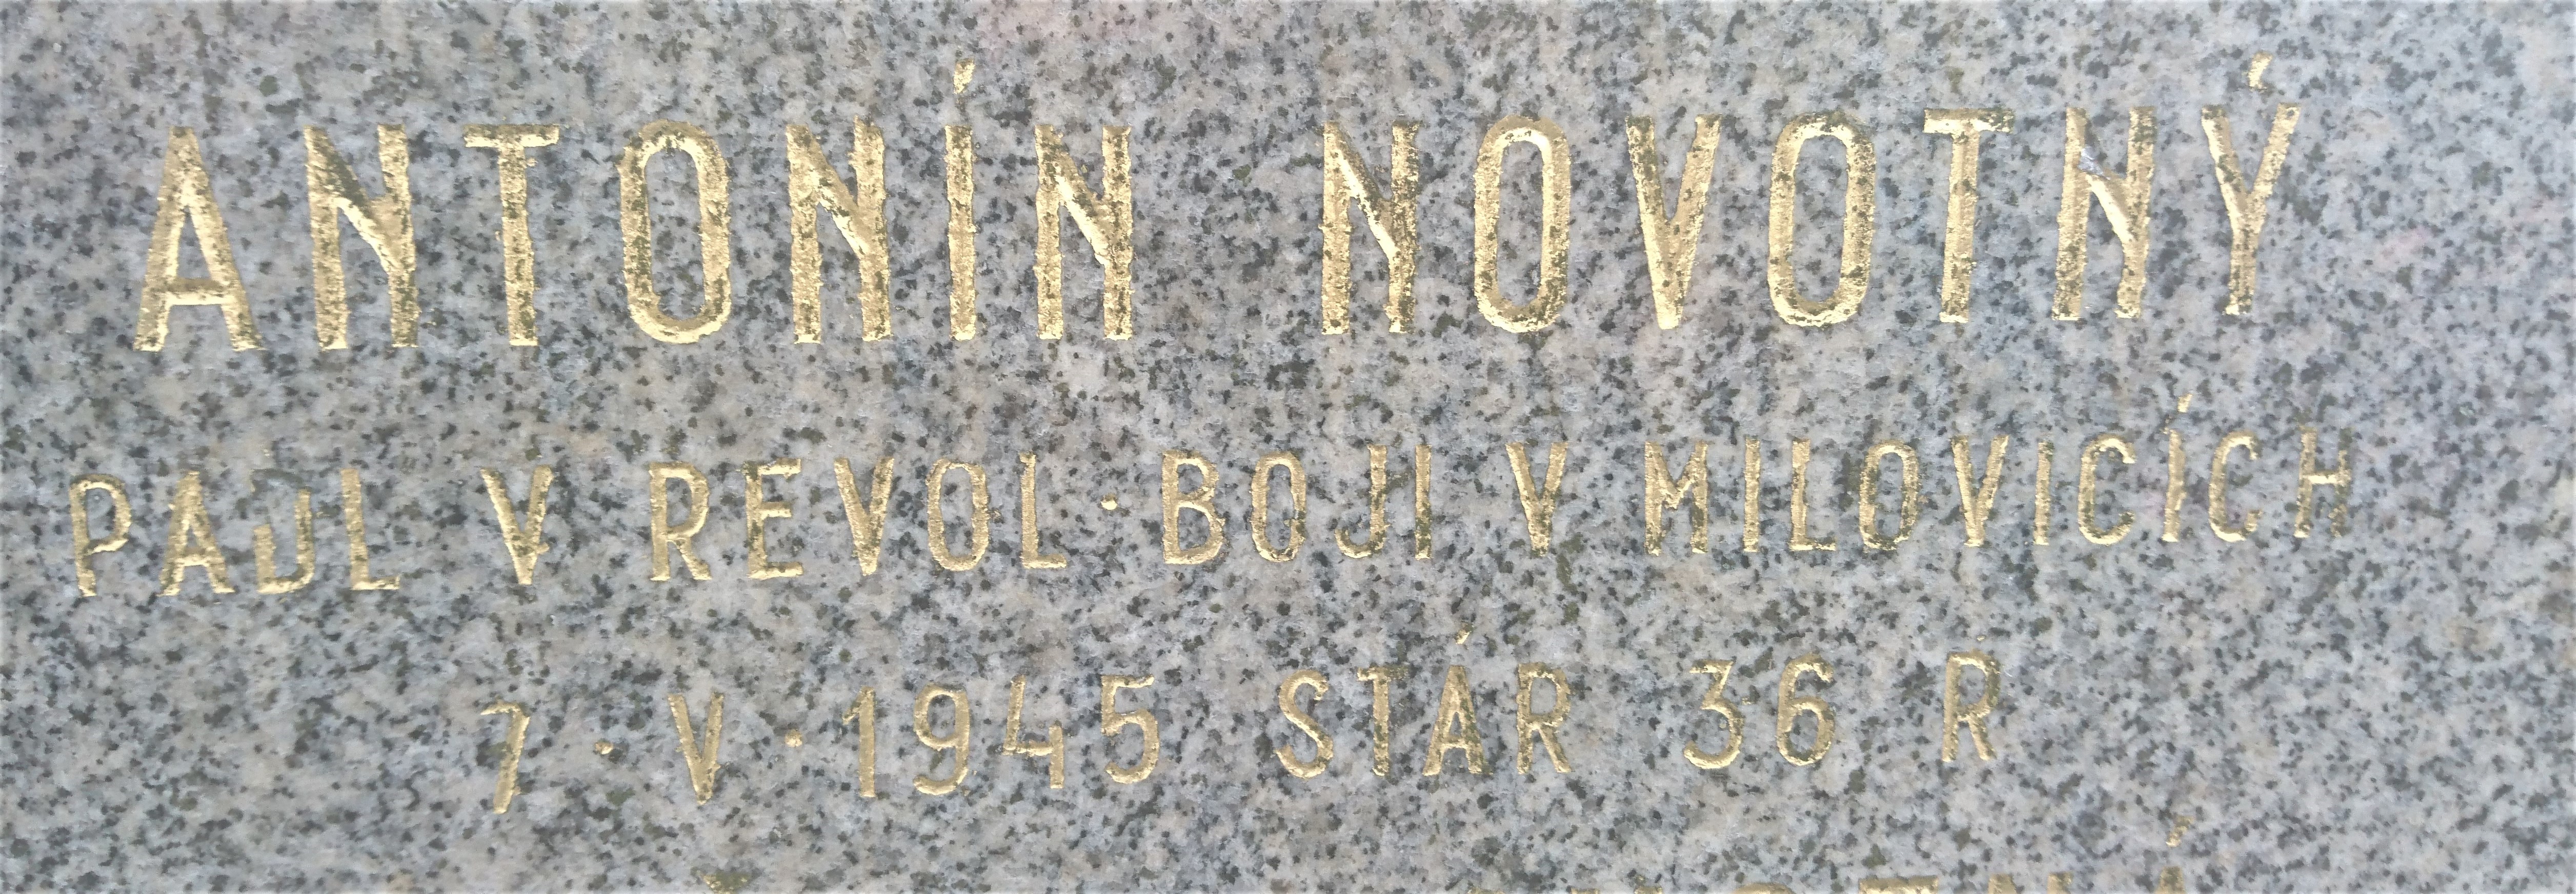 ANTONÍN NOVOTNÝ
PADL V REVOL· BOJI V MILOVICÍCH
7·V·1945 STÁR 36 R